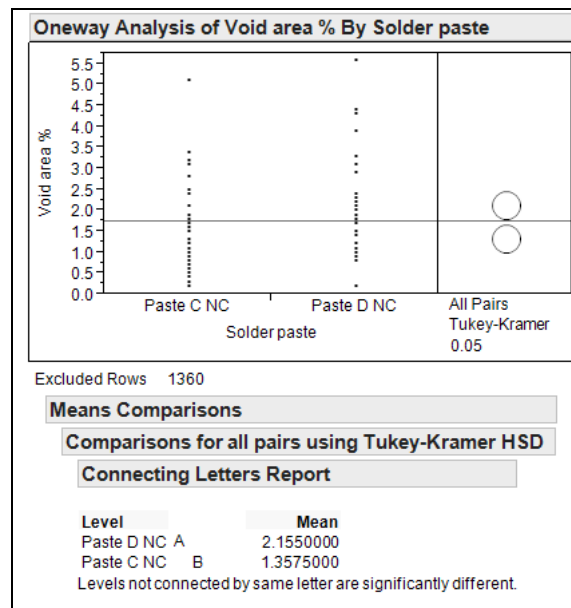 Oneway Analysis of Void area % By Solder paste
5.5
5.0
4.5
4.0
3.5
3.0
2.5
2.0
1.5
1.0
0.5
0.0
Void area %
Paste C NC
Paste D NC
Solder paste
All Pairs
Tukey-Kramer
0.05
Excluded Rows 1360
Means Comparisons
Comparisons for all pairs using Tukey-Kramer HSD
Connecting Letters Report
Level Mean
Paste D NC A 2.1550000
Paste C NC B 1.3575000
Levels not connected by same letter are significantly different.